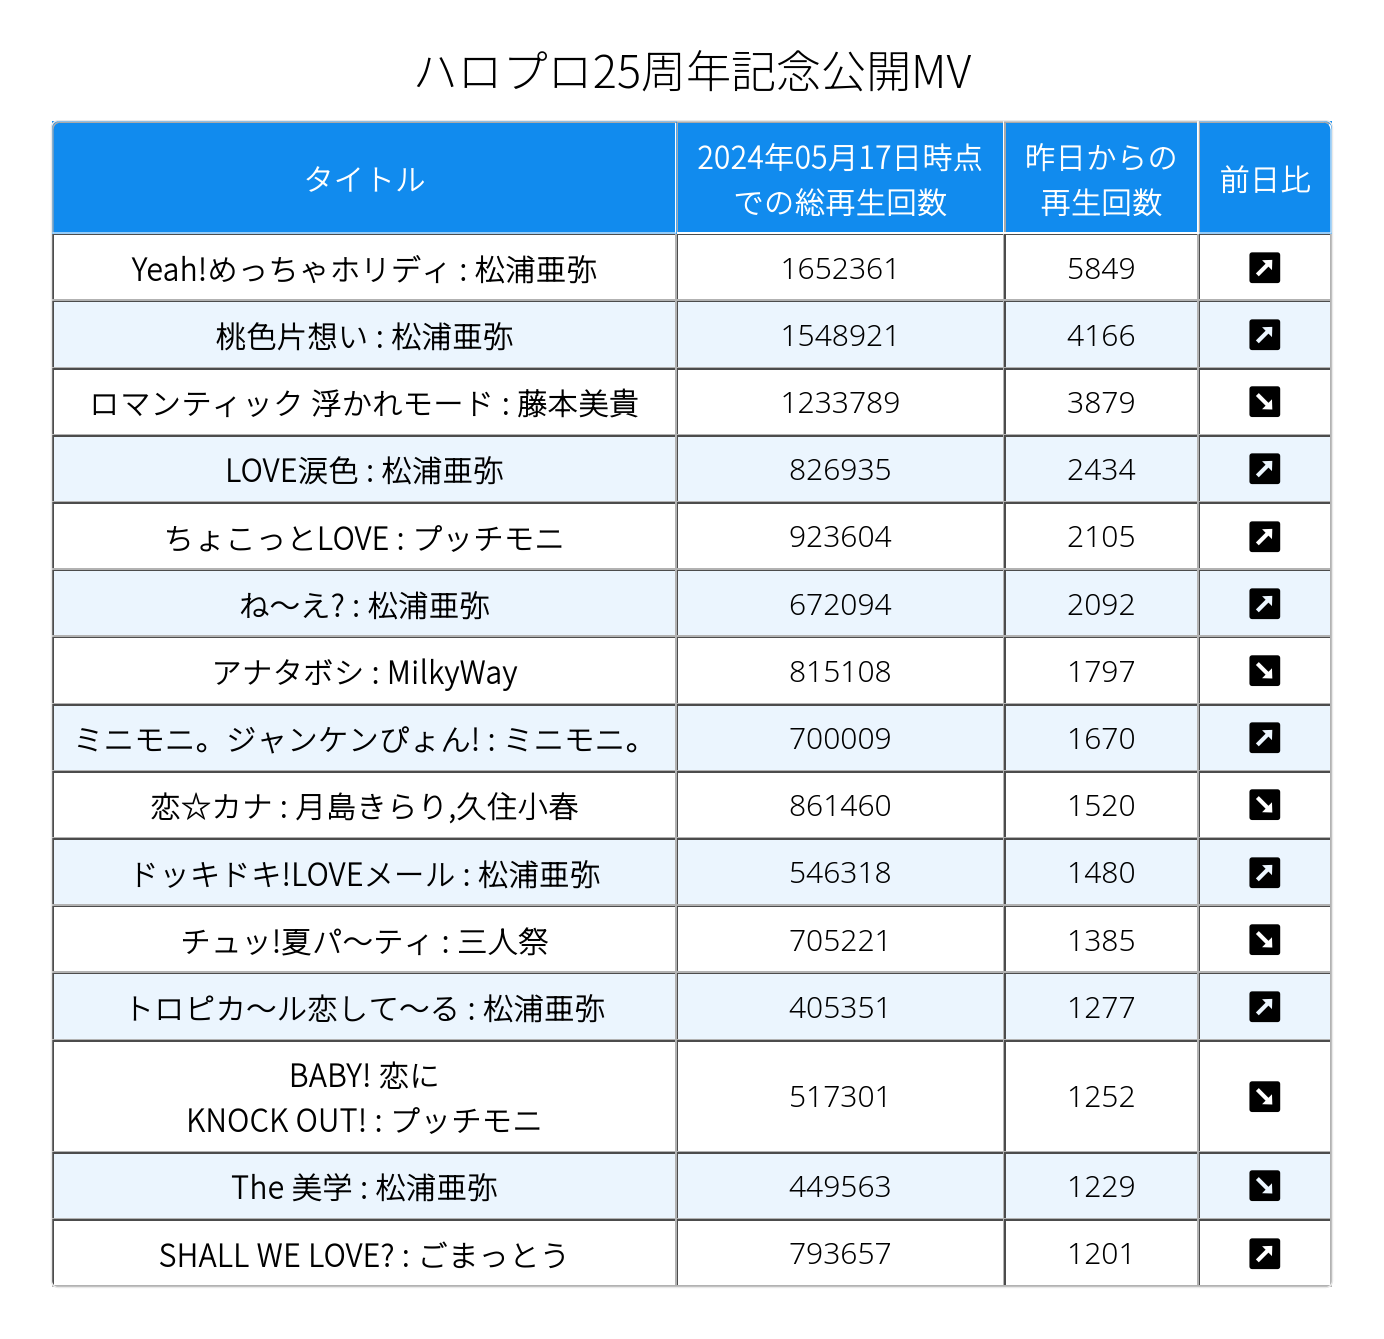 ハロプロ25周年記念公開MV
タイトル
2024年05月17日時点
での総再生回数
昨日からの
再生回数
前日比
Yeah!めっちゃホリディ : 松浦亜弥 1652361 5849
桃色片想い : 松浦亜弥 1548921 4166
ロマンティック 浮かれモード : 藤本美貴 1233789 3879
LOVE涙色 : 松浦亜弥 826935 2434
ちょこっとLOVE : プッチモニ 923604 2105
ね〜え? : 松浦亜弥 672094 2092
アナタボシ : MilkyWay 815108 1797
ミニモニ。ジャンケンぴょん! : ミニモニ。 700009 1670
恋☆カナ : 月島きらり,久住小春 861460 1520
ドッキドキ!LOVEメール : 松浦亜弥 546318 1480
チュッ!夏パ〜ティ : 三人祭 705221 1385
トロピカ〜ル恋して〜る : 松浦亜弥 405351 1277
BABY! 恋に
KNOCK OUT! : プッチモニ 517301 1252
The 美学 : 松浦亜弥 449563 1229
SHALL WE LOVE? : ごまっとう 793657 1201